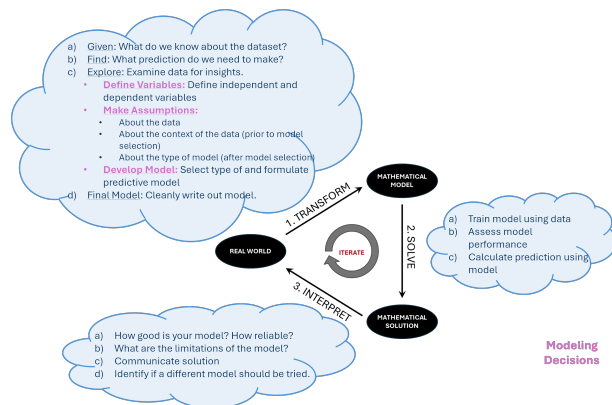 a) Given: What do we know about the dataset?
b) Find: What prediction do we need to make?
c) Explore: Examine data for insights.
• Define Variables: Define independent and
dependent variables
• Make Assumptions:
• About the data
• About the context of the data (prior to model
selection)
• About the type of model (after model selection)
• Develop Model: Select type of and formulate
predictive model
d) Final Model: Cleanly write out model.
1. TRANSFORM
MATHEMATICAL
MODEL
REAL WORLD
ITERATE
2. SOLVE
a) Train model using data
b) Assess model
performance
c) Calculate prediction using
model
3. INTERPRET
MATHEMATICAL
SOLUTION
a) How good is your model? How reliable?
b) What are the limitations of the model?
c) Communicate solution
d) Identify if a different model should be tried.
Modeling
Decisions